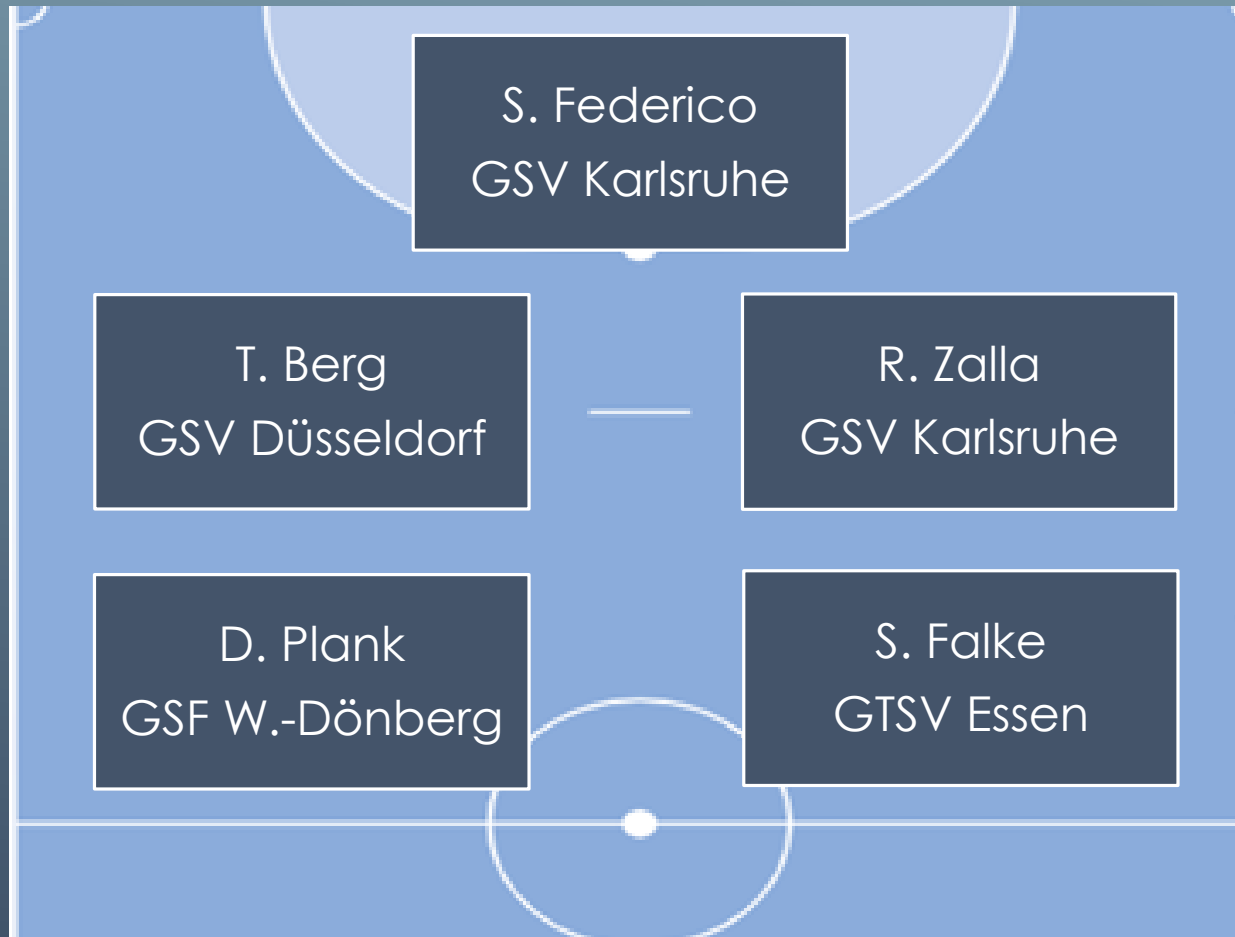 S. Federico
GSV Karlsruhe
T. Berg
GSV Düsseldorf
R. Zalla
GSV Karlsruhe
D. Plank
GSF W.-Dönberg
S. Falke
GTSV Essen